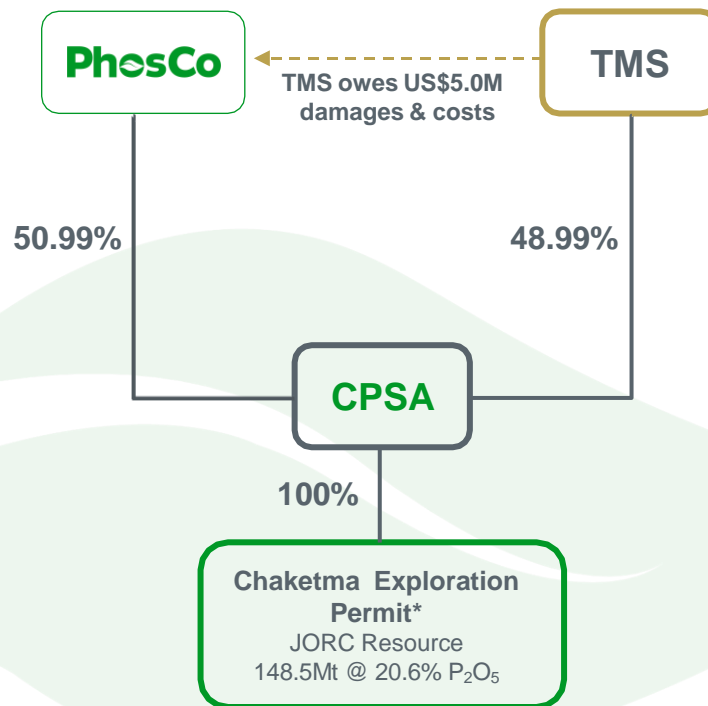 PhosCo
TMS
TMS owes US$5.0M
damages & costs
50.99%
48.99%
CPSA
100%
Chaketma Exploration
Permit*
JORC Resource
148.5Mt @ 20.6% P₂O₅